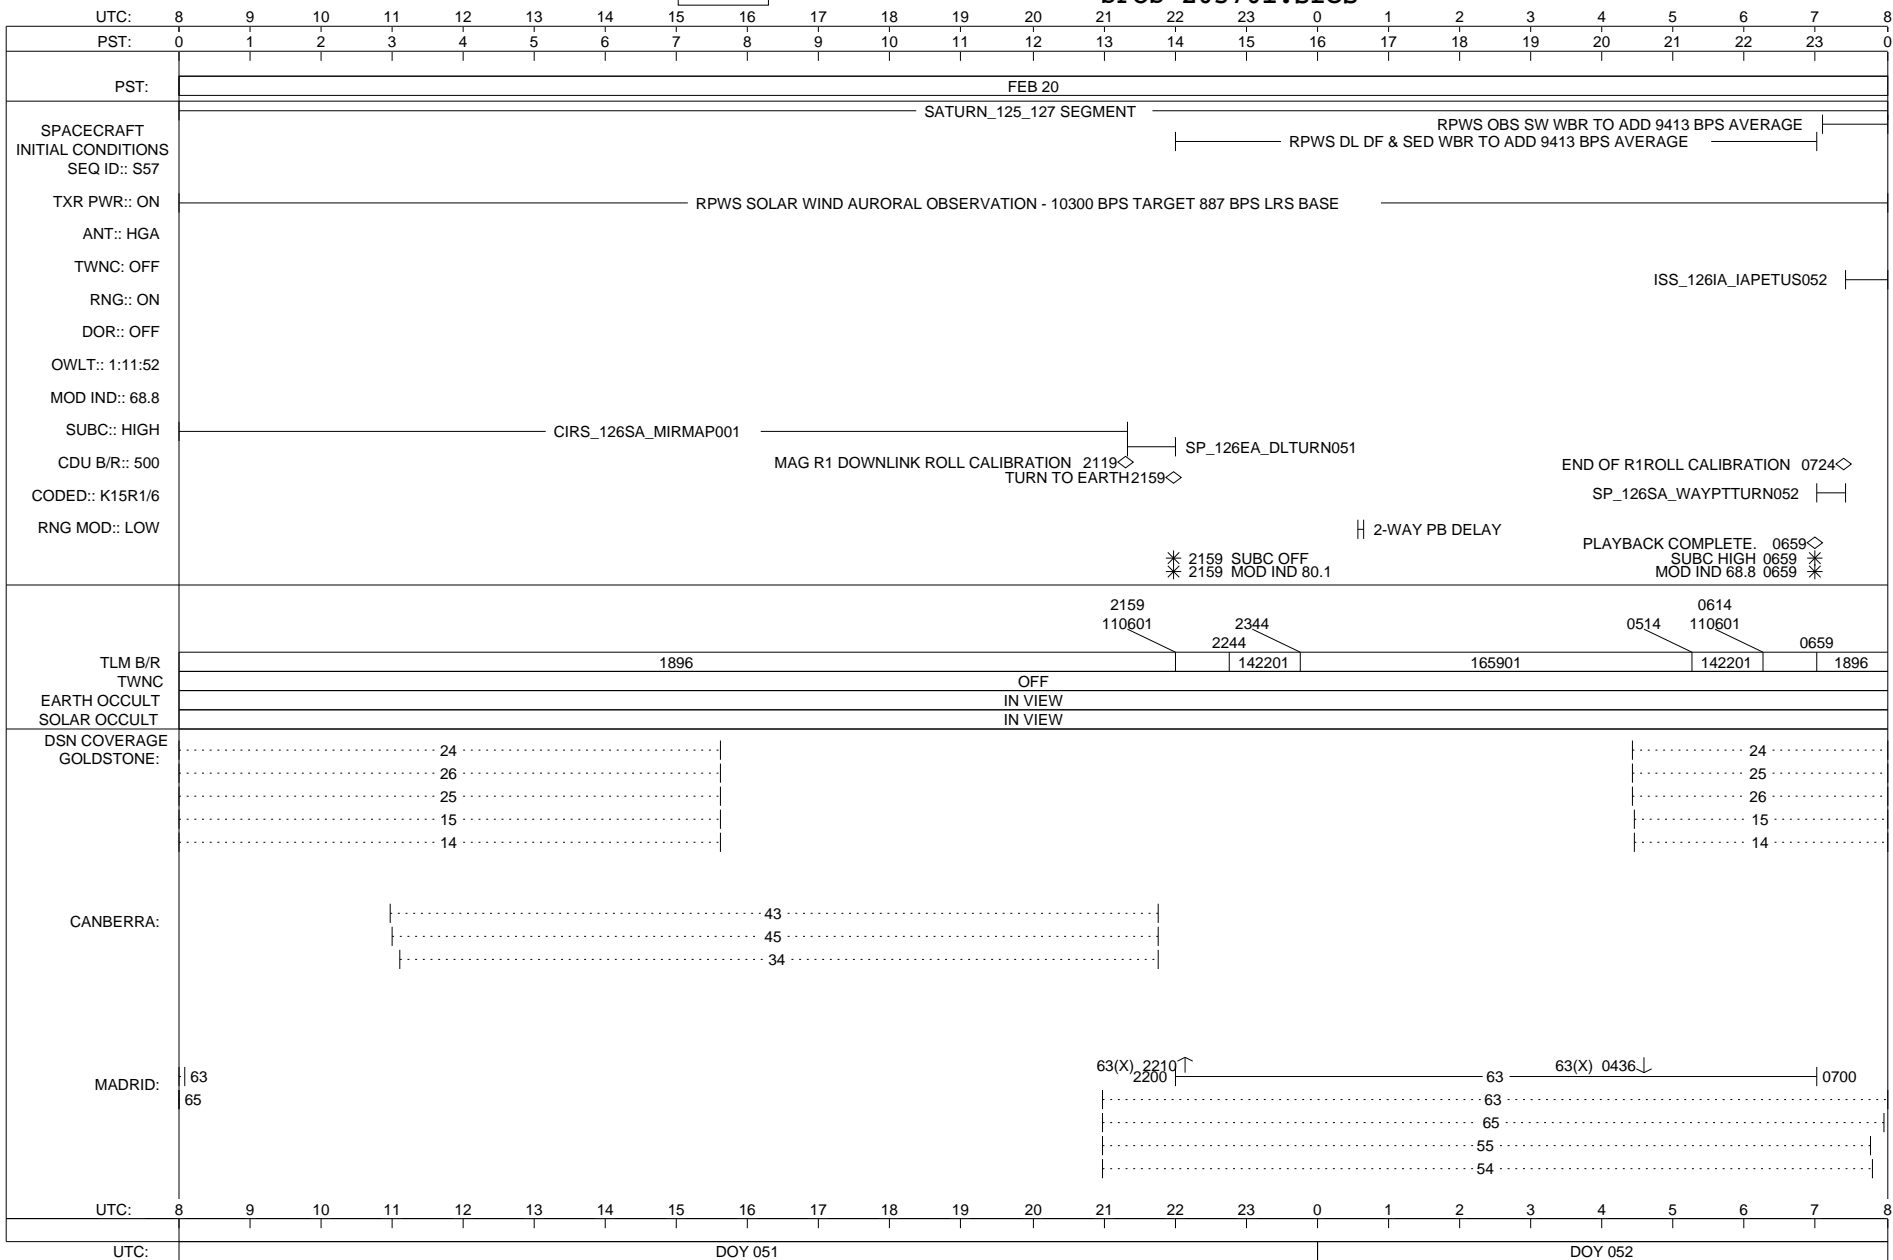 UTC: 8 9 10 11 12 13 14 15 16 17 18 19 20 21 22 23 0 1 2 3 4 5 6 7 8
PST: 0 1 2 3 4 5 6 7 8 9 10 11 12 13 14 15 16 17 18 19 20 21 22 23 0
PST: FEB 20
SATURN_125_127 SEGMENT
RPWS OBS SW WBR TO ADD 9413 BPS AVERAGE
SPACECRAFT
INITIAL CONDITIONS
RPWS DL DF & SED WBR TO ADD 9413 BPS AVERAGE
SEQ ID:: S57
TXR PWR:: ON
RPWS SOLAR WIND AURORAL OBSERVATION - 10300 BPS TARGET 887 BPS LRS BASE
ANT:: HGA
TWNC: OFF
ISS_126IA_IAPETUS052
RNG:: ON
DOR:: OFF
OWLT:: 1:11:52
MOD IND:: 68.8
SUBC:: HIGH
CIRS_126SA_MIRMAP001
SP_126EA_DLTURN051
CDU B/R:: 500
MAG R1 DOWNLINK ROLL CALIBRATION 2119
END OF R1ROLL CALIBRATION 0724
TURN TO EARTH2159
CODED:: K15R1/6
SP_126SA_WAYPTTURN052
RNG MOD:: LOW
2-WAY PB DELAY
PLAYBACK COMPLETE. 0659
2159 SUBC OFF
SUBC HIGH 0659
2159 MOD IND 80.1
MOD IND 68.8 0659
2159 0614
110601 2344 0514 110601
2244 0659
TLM B/R 1896 142201 165901 142201 1896
TWNC OFF
EARTH OCCULT IN VIEW
SOLAR OCCULT IN VIEW
DSN COVERAGE
GOLDSTONE:
24 24
26 25
25 26
15 15
14 14
CANBERRA:
43
45
34
63(X) 2210 63(X) 0436
MADRID: 63 2200 63 0700
65 63
65
55
54
UTC: 8 9 10 11 12 13 14 15 16 17 18 19 20 21 22 23 0 1 2 3 4 5 6 7 8
UTC: DOY 051 DOY 052